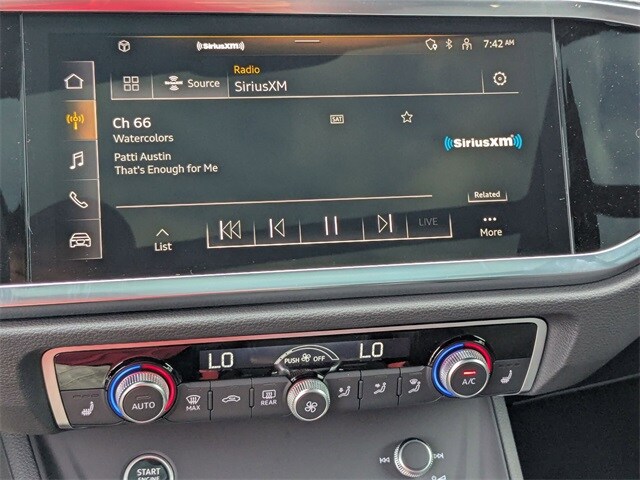 SiriusXM
7:42 AM
Source
Radio
SiriusXM
Ch 66
SAT
Watercolors
SiriusXM
Patti Austin
That's Enough for Me
Related
List
LIVE
More
LO
PUSH OFF
LO
AUTO
MAX
REAR
A/C
START
ENGINE